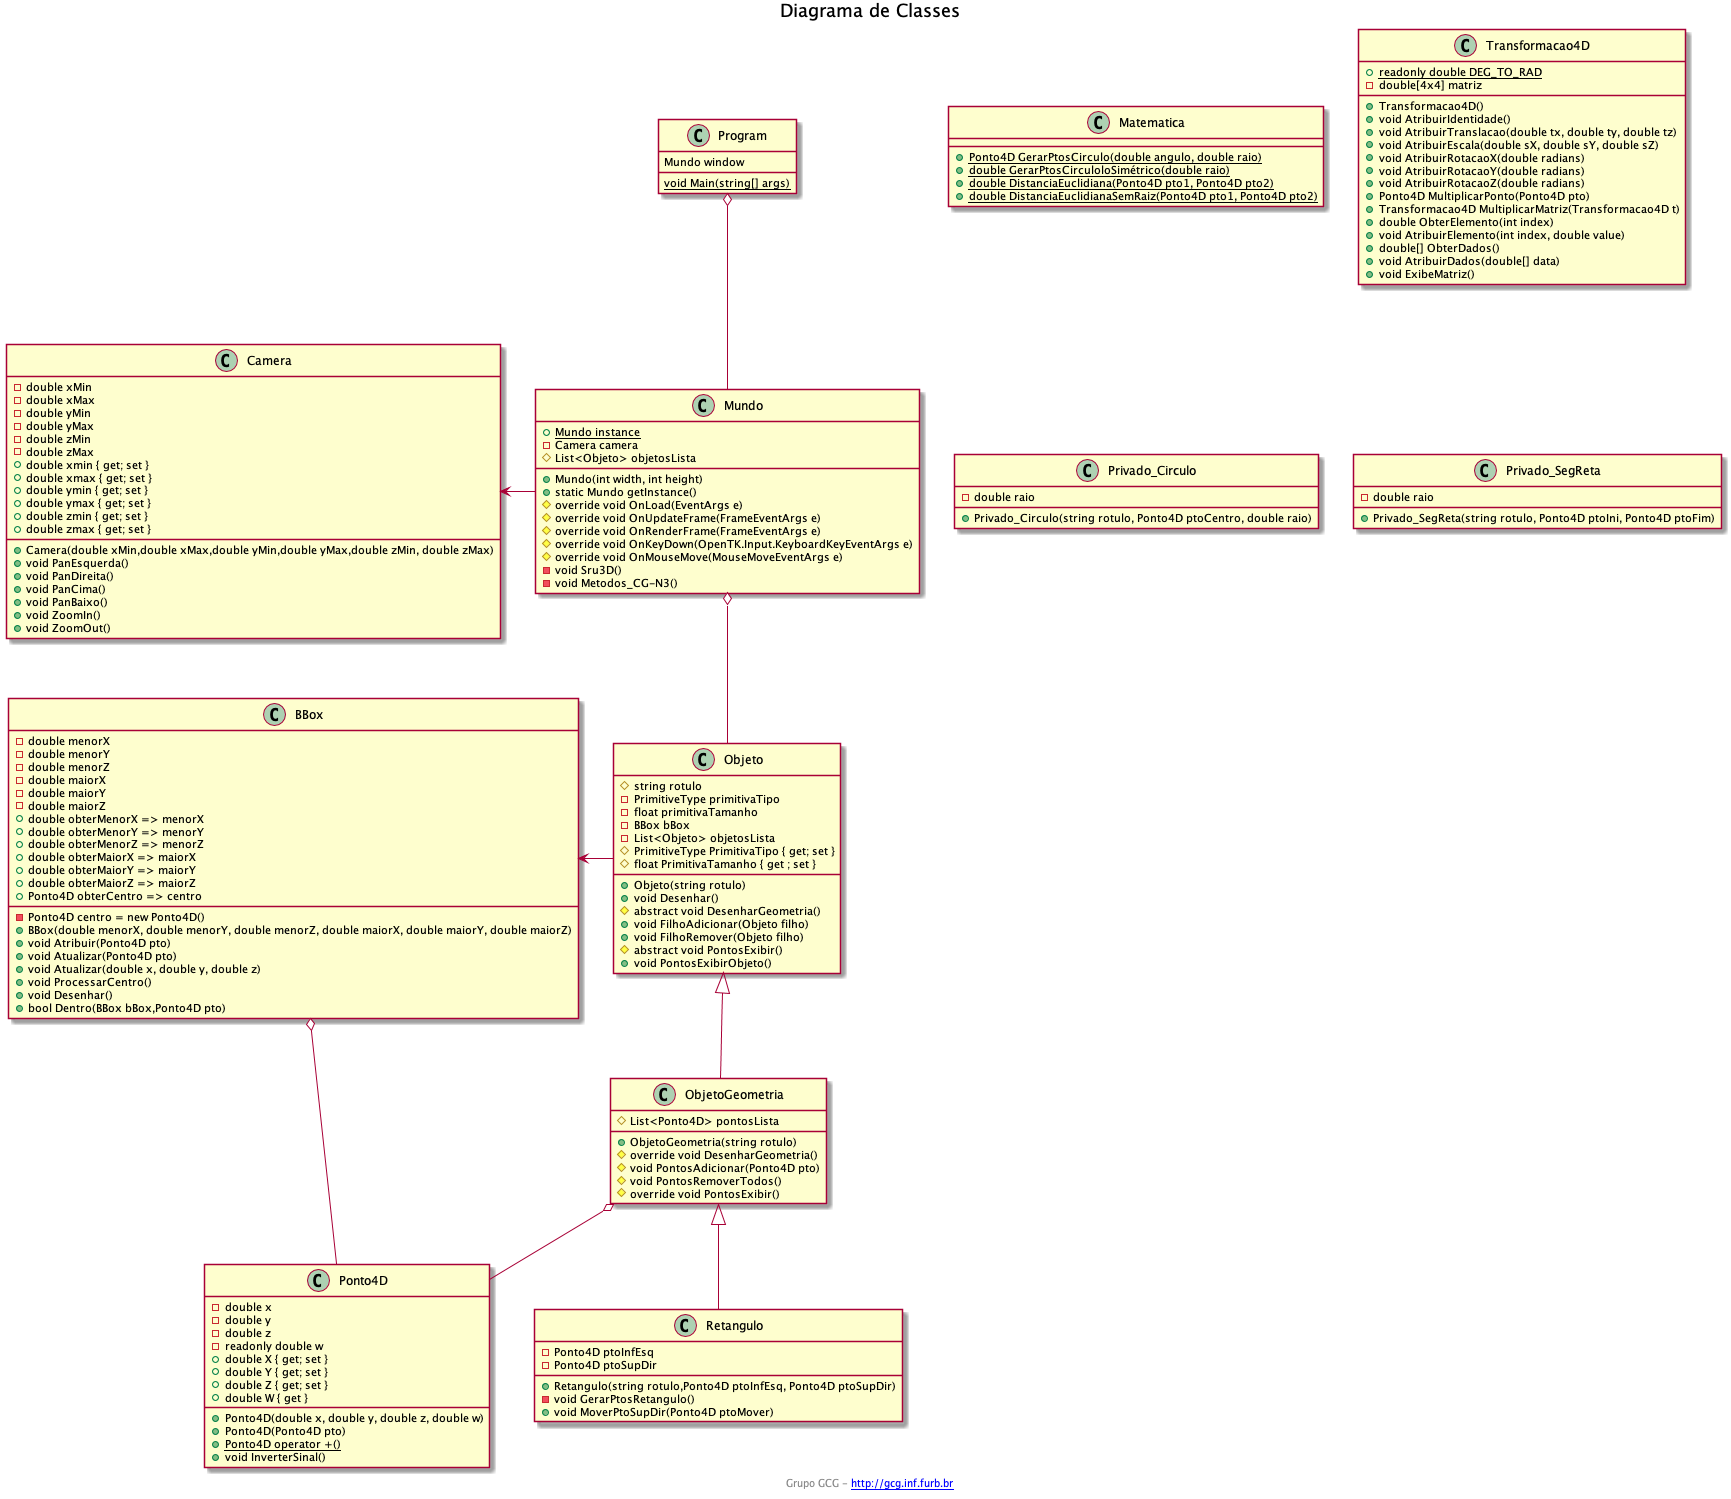 Diagrama de Classes
C Transformacao4D
readonly double DEG_TO_RAD
double[4x4] matriz
Transformacao4D()
void AtribuirIdentidade()
void AtribuirTranslacao(double tx, double ty, double tz)
void AtribuirEscala(double sX, double sY, double sZ)
void AtribuirRotacaoX(double radians)
void AtribuirRotacaoY(double radians)
void AtribuirRotacaoZ(double radians)
Ponto4D MultiplicarPonto(Ponto4D pto)
Transformacao4D MultiplicarMatriz(Transformacao4D t)
double ObterElemento(int index)
void AtribuirElemento(int index, double value)
double[] ObterDados()
void AtribuirDados(double[] data)
void ExibeMatriz()
C Program
Mundo window
void Main(string[] args)
C Matematica
Ponto4D GerarPtosCirculo(double angulo, double raio)
double GerarPtosCirculoloSimétrico(double raio)
double DistanciaEuclidiana(Ponto4D pto1, Ponto4D pto2)
double DistanciaEuclidianaSemRaiz(Ponto4D pto1, Ponto4D pto2)
C Camera
double xMin
double xMax
double yMin
double yMax
double zMin
double zMax
double xmin { get; set }
double xmax { get; set }
double ymin { get; set }
double ymax { get; set }
double zmin { get; set }
double zmax { get; set }
Camera(double xMin,double xMax,double yMin,double yMax,double zMin, double zMax)
void PanEsquerda()
void PanDireita()
void PanCima()
void PanBaixo()
void ZoomIn()
void ZoomOut()
C Mundo
Mundo instance
Camera camera
List<Objeto> objetosLista
Mundo(int width, int height)
static Mundo getInstance()
override void OnLoad(EventArgs e)
override void OnUpdateFrame(FrameEventArgs e)
override void OnRenderFrame(FrameEventArgs e)
override void OnKeyDown(OpenTK.Input.KeyboardKeyEventArgs e)
override void OnMouseMove(MouseMoveEventArgs e)
void Sru3D()
void Metodos_CG-N3()
C Privado_Circulo
double raio
Privado_Circulo(string rotulo, Ponto4D ptoCentro, double raio)
C Privado_SegReta
double raio
Privado_SegReta(string rotulo, Ponto4D ptoIni, Ponto4D ptoFim)
C BBox
double menorX
double menorY
double menorZ
double maiorX
double maiorY
double maiorZ
double obterMenorX => menorX
double obterMenorY => menorY
double obterMenorZ => menorZ
double obterMaiorX => maiorX
double obterMaiorY => maiorY
double obterMaiorZ => maiorZ
Ponto4D obterCentro => centro
Ponto4D centro = new Ponto4D()
BBox(double menorX, double menorY, double menorZ, double maiorX, double maiorY, double maiorZ)
void Atribuir(Ponto4D pto)
void Atualizar(Ponto4D pto)
void Atualizar(double x, double y, double z)
void ProcessarCentro()
void Desenhar()
bool Dentro(BBox bBox,Ponto4D pto)
C Objeto
string rotulo
PrimitiveType primitivaTipo
float primitivaTamanho
BBox bBox
List<Objeto> objetosLista
PrimitiveType PrimitivaTipo { get; set }
float PrimitivaTamanho { get ; set }
Objeto(string rotulo)
void Desenhar()
abstract void DesenharGeometria()
void FilhoAdicionar(Objeto filho)
void FilhoRemover(Objeto filho)
abstract void PontosExibir()
void PontosExibirObjeto()
C ObjetoGeometria
List<Ponto4D> pontosLista
ObjetoGeometria(string rotulo)
override void DesenharGeometria()
void PontosAdicionar(Ponto4D pto)
void PontosRemoverTodos()
override void PontosExibir()
C Ponto4D
double x
double y
double z
readonly double w
double X { get; set }
double Y { get; set }
double Z { get; set }
double W { get }
Ponto4D(double x, double y, double z, double w)
Ponto4D(Ponto4D pto)
Ponto4D operator +()
void InverterSinal()
C Retangulo
Ponto4D ptoInfEsq
Ponto4D ptoSupDir
Retangulo(string rotulo,Ponto4D ptoInfEsq, Ponto4D ptoSupDir)
void GerarPtosRetangulo()
void MoverPtoSupDir(Ponto4D ptoMover)
Grupo GCG – http://gcg.inf.furb.br